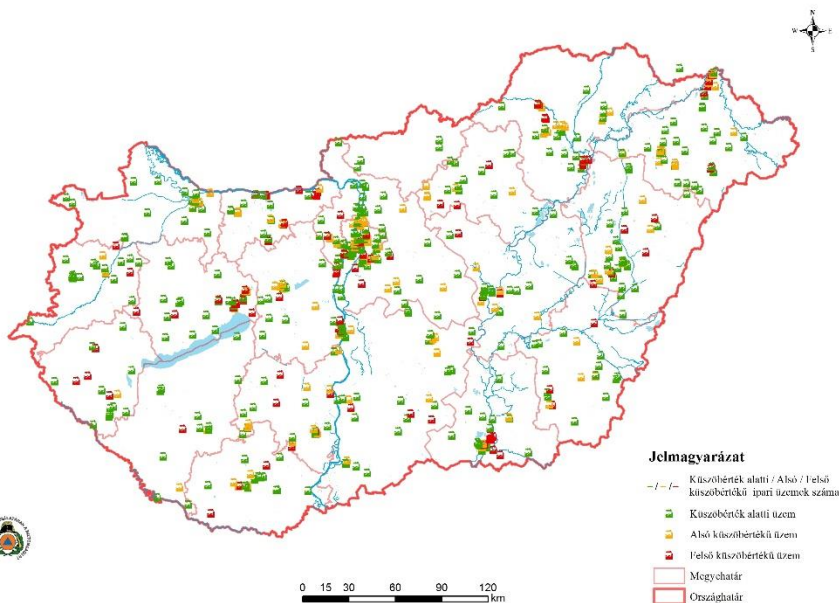 N
W E
S
Jelmagyarázat
- / - / - Küszöbérték alatti / Alsó / Felső
küszöbértékű ipari üzemek száma
Küszöbérték alatti üzem
Alsó küszöbértékű üzem
Felső küszöbértékű üzem
Megyehatár
Országhatár
0 15 30 60 90 120
km